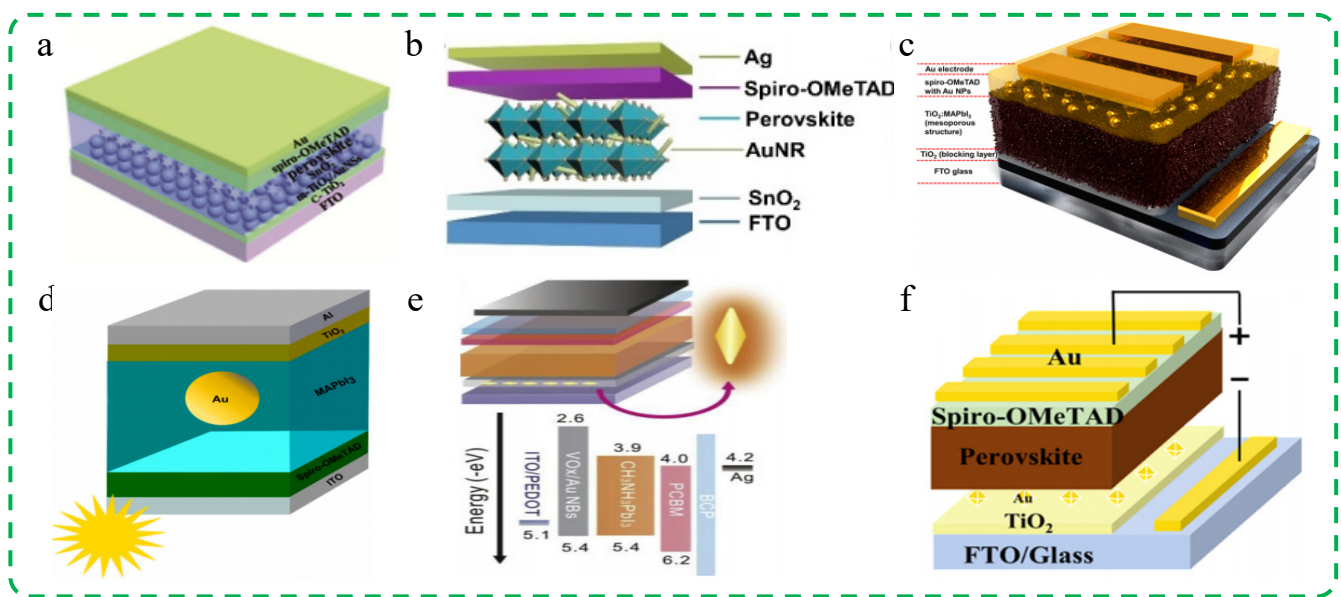 a
Au
spiro-OMeTAD
perovskite
SnO₂
C-TiO₂
FTO
b
Ag
Spiro-OMeTAD
Perovskite
AuNR
SnO₂
FTO
c
Au electrode
spiro-OMeTAD
with Au NPs
TiO₂:MAPbI₃
(mesoporous
structure)
TiO₂ (blocking layer)
FTO glass
d
Al
TiO₂
MAPbI₃
Au
Spiro-OMeTAD
ITO
e
Energy (-eV)
ITO/PEDOT
5.1
2.6
VOx/Au NBs
5.4
3.9
CH₃NH₃PbI₃
5.4
4.0
PCBM
6.2
BCP
4.2
Ag
f
Au
+
−
Spiro-OMeTAD
Perovskite
Au
TiO₂
FTO/Glass